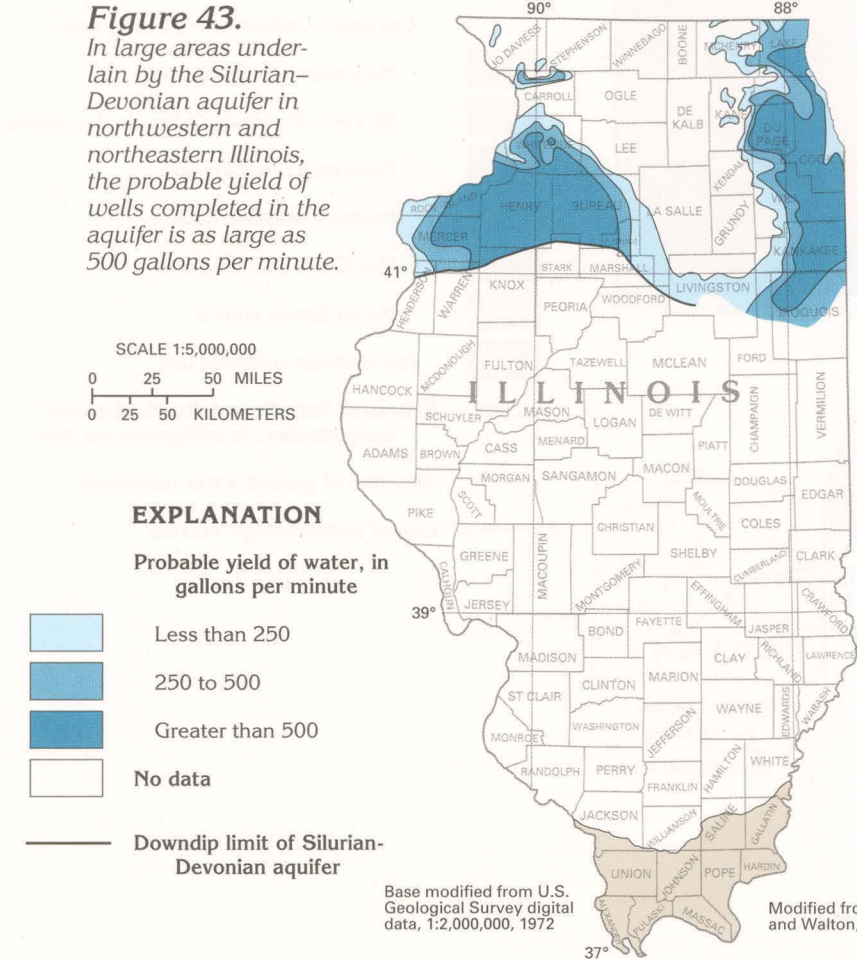 Figure 43.
In large areas under-
lain by the Silurian–
Devonian aquifer in
northwestern and
northeastern Illinois,
the probable yield of
wells completed in the
aquifer is as large as
500 gallons per minute.
SCALE 1:5,000,000
0 25 50 MILES
0 25 50 KILOMETERS
EXPLANATION
Probable yield of water, in
gallons per minute
Less than 250
250 to 500
Greater than 500
No data
Downdip limit of Silurian-
Devonian aquifer
90° 88°
41°
39°
37°
ILLINOIS
JO DAVIESS
STEPHENSON
WINNEBAGO
BOONE
MCHENRY
LAKE
CARROLL
OGLE
DE
KALB
KANE
DU
PAGE
COOK
WHITESIDE
LEE
KENDALL
ROCK ISLAND
HENRY
BUREAU
LA SALLE
GRUNDY
WILL
MERCER
PUTNAM
KANKAKEE
HENDERSON
WARREN
KNOX
STARK
MARSHALL
LIVINGSTON
IROQUOIS
PEORIA
WOODFORD
HANCOCK
MCDONOUGH
FULTON
TAZEWELL
MCLEAN
FORD
SCHUYLER
MASON
LOGAN
DE WITT
CHAMPAIGN
VERMILION
ADAMS
BROWN
CASS
MENARD
PIATT
MORGAN
SANGAMON
MACON
DOUGLAS
EDGAR
PIKE
SCOTT
CHRISTIAN
MOULTRIE
COLES
GREENE
MACOUPIN
SHELBY
CUMBERLAND
CLARK
CALHOUN
JERSEY
MONTGOMERY
EFFINGHAM
CRAWFORD
BOND
FAYETTE
JASPER
MADISON
CLAY
RICHLAND
LAWRENCE
ST CLAIR
CLINTON
MARION
WAYNE
EDWARDS
WABASH
MONROE
WASHINGTON
JEFFERSON
RANDOLPH
PERRY
HAMILTON
WHITE
FRANKLIN
JACKSON
WILLIAMSON
SALINE
GALLATIN
UNION
JOHNSON
POPE
HARDIN
ALEXANDER
PULASKI
MASSAC
Base modified from U.S.
Geological Survey digital
data, 1:2,000,000, 1972
Modified fro
and Walton,